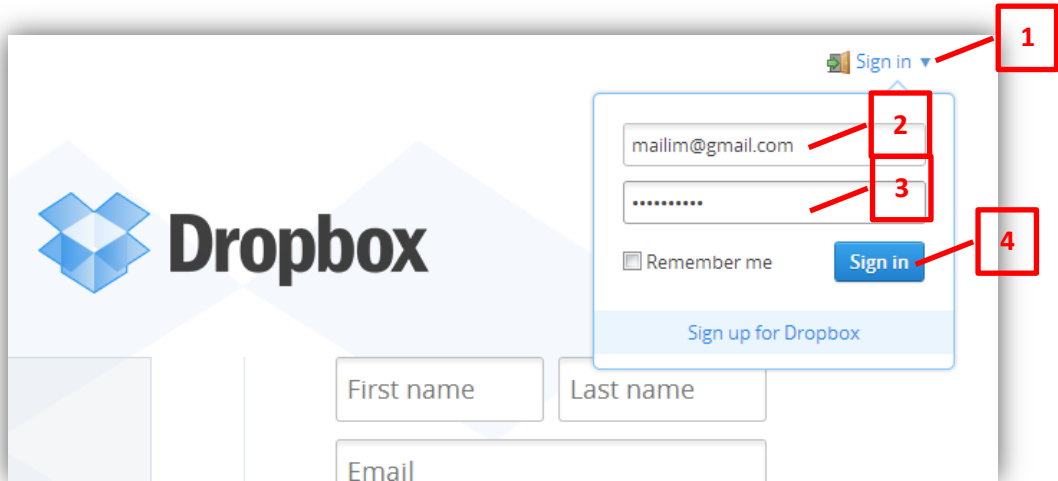 1
Sign in
2
mailim@gmail.com
3
••••••••••
4
Remember me
Sign in
Dropbox
Sign up for Dropbox
First name
Last name
Email